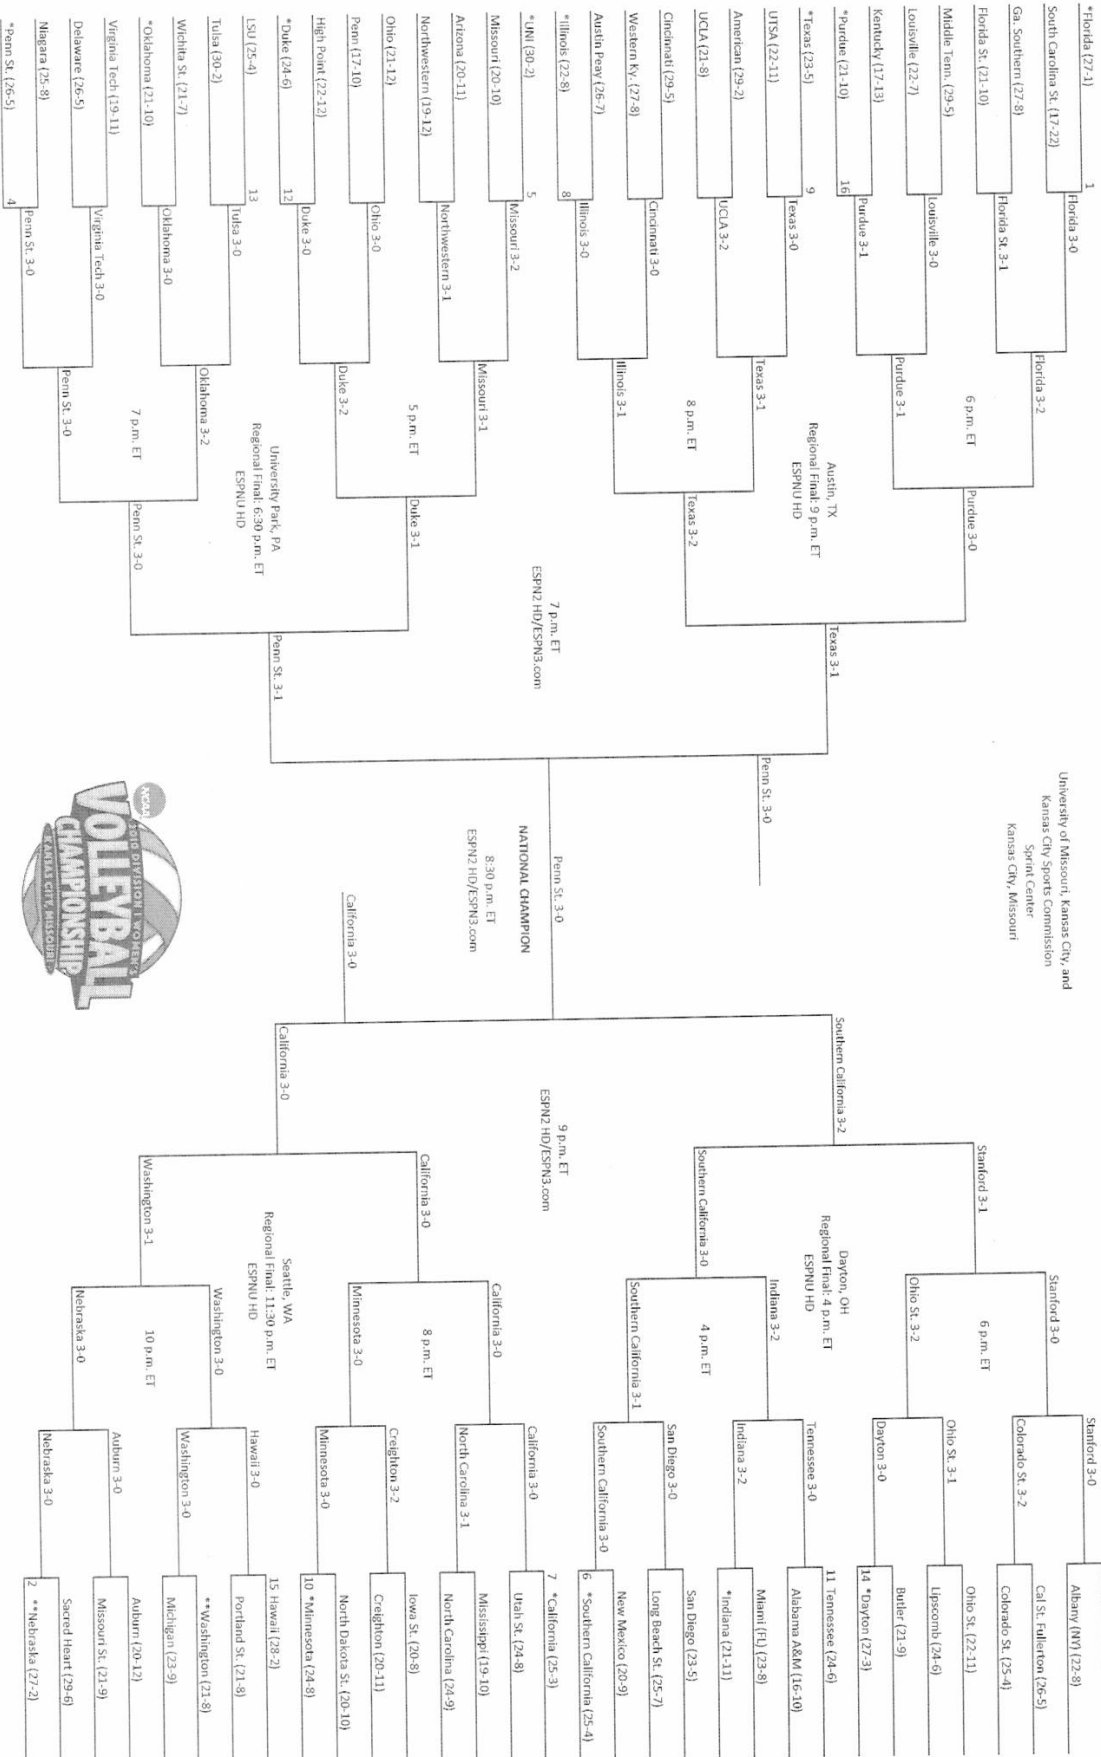 *Florida (27-1)
1
South Carolina St. (17-22)
Ga. Southern (27-8)
Florida St. (21-10)
Middle Tenn. (29-5)
Louisville (22-7)
Kentucky (17-13)
*Purdue (21-10)
16
*Texas (23-5)
9
UTSA (22-11)
American (29-2)
UCLA (21-8)
Cincinnati (29-5)
Western Ky. (27-8)
Austin Peay (26-7)
*Illinois (22-8)
8
*UNI (30-2)
5
Missouri (20-10)
Arizona (20-11)
Northwestern (19-12)
Ohio (21-12)
Penn (17-10)
High Point (22-12)
*Duke (24-6)
12
LSU (25-4)
13
Tulsa (30-2)
Wichita St. (21-7)
*Oklahoma (21-10)
Virginia Tech (19-11)
Delaware (26-5)
Niagara (25-8)
*Penn St. (26-5)
4
Florida 3-0
Florida St. 3-1
Louisville 3-0
Purdue 3-1
Texas 3-0
UCLA 3-2
Cincinnati 3-0
Illinois 3-0
Missouri 3-2
Northwestern 3-1
Ohio 3-0
Duke 3-0
Tulsa 3-0
Oklahoma 3-0
Virginia Tech 3-0
Penn St. 3-0
Florida 3-2
6 p.m. ET
Purdue 3-1
Texas 3-1
8 p.m. ET
Illinois 3-1
Missouri 3-1
5 p.m. ET
Duke 3-2
Oklahoma 3-2
7 p.m. ET
Penn St. 3-0
Purdue 3-0
Austin, TX
Regional Final: 9 p.m. ET
ESPNU HD
Texas 3-2
Duke 3-1
University Park, PA
Regional Final: 6:30 p.m. ET
ESPNU HD
Penn St. 3-0
Texas 3-1
7 p.m. ET
ESPN2 HD/ESPN3.com
Penn St. 3-1
University of Missouri, Kansas City, and
Kansas City Sports Commission
Sprint Center
Kansas City, Missouri
Penn St. 3-0
Penn St. 3-0
NATIONAL CHAMPION
8:30 p.m. ET
ESPN2 HD/ESPN3.com
California 3-0
NCAA
2010 DIVISION I WOMEN'S
VOLLEYBALL
CHAMPIONSHIP
KANSAS CITY, MISSOURI
Southern California 3-2
9 p.m. ET
ESPN2 HD/ESPN3.com
California 3-0
Stanford 3-1
Dayton, OH
Regional Final: 4 p.m. ET
ESPNU HD
Southern California 3-0
California 3-0
Seattle, WA
Regional Final: 11:30 p.m. ET
ESPNU HD
Washington 3-1
Stanford 3-0
6 p.m. ET
Ohio St. 3-2
Indiana 3-2
4 p.m. ET
Southern California 3-1
California 3-0
8 p.m. ET
Minnesota 3-0
Washington 3-0
10 p.m. ET
Nebraska 3-0
Stanford 3-0
Colorado St. 3-2
Ohio St. 3-1
Dayton 3-0
Tennessee 3-0
Indiana 3-2
San Diego 3-0
Southern California 3-0
California 3-0
North Carolina 3-1
Creighton 3-2
Minnesota 3-0
Hawaii 3-0
Washington 3-0
Auburn 3-0
Nebraska 3-0
Albany (NY) (22-8)
Cal St. Fullerton (26-5)
Colorado St. (25-4)
Ohio St. (22-11)
Lipscomb (24-6)
Butler (21-9)
14 *Dayton (27-3)
11 Tennessee (24-6)
Alabama A&M (16-10)
Miami (FL) (23-8)
*Indiana (21-11)
San Diego (23-5)
Long Beach St. (25-7)
New Mexico (20-9)
6 *Southern California (25-4)
7 *California (25-3)
Utah St. (24-8)
Mississippi (19-10)
North Carolina (24-9)
Iowa St. (20-8)
Creighton (20-11)
North Dakota St. (20-10)
10 *Minnesota (24-8)
15 Hawaii (28-2)
Portland St. (21-8)
**Washington (21-8)
Michigan (23-9)
Auburn (20-12)
Missouri St. (21-9)
Sacred Heart (29-6)
2 **Nebraska (27-2)